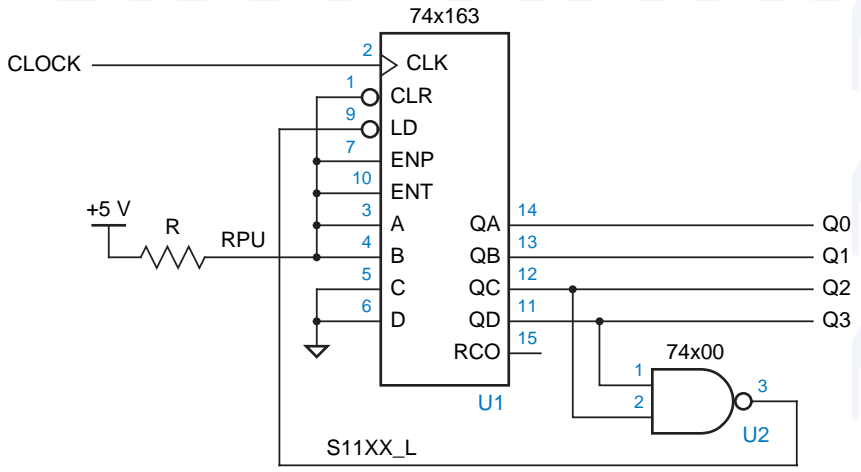 74x163
CLOCK
2
CLK
1
CLR
9
LD
7
ENP
10
ENT
3
A
+5 V
R
RPU
4
B
5
C
6
D
QA
14
Q0
QB
13
Q1
QC
12
Q2
QD
11
Q3
RCO
15
U1
74x00
1
2
3
U2
S11XX_L